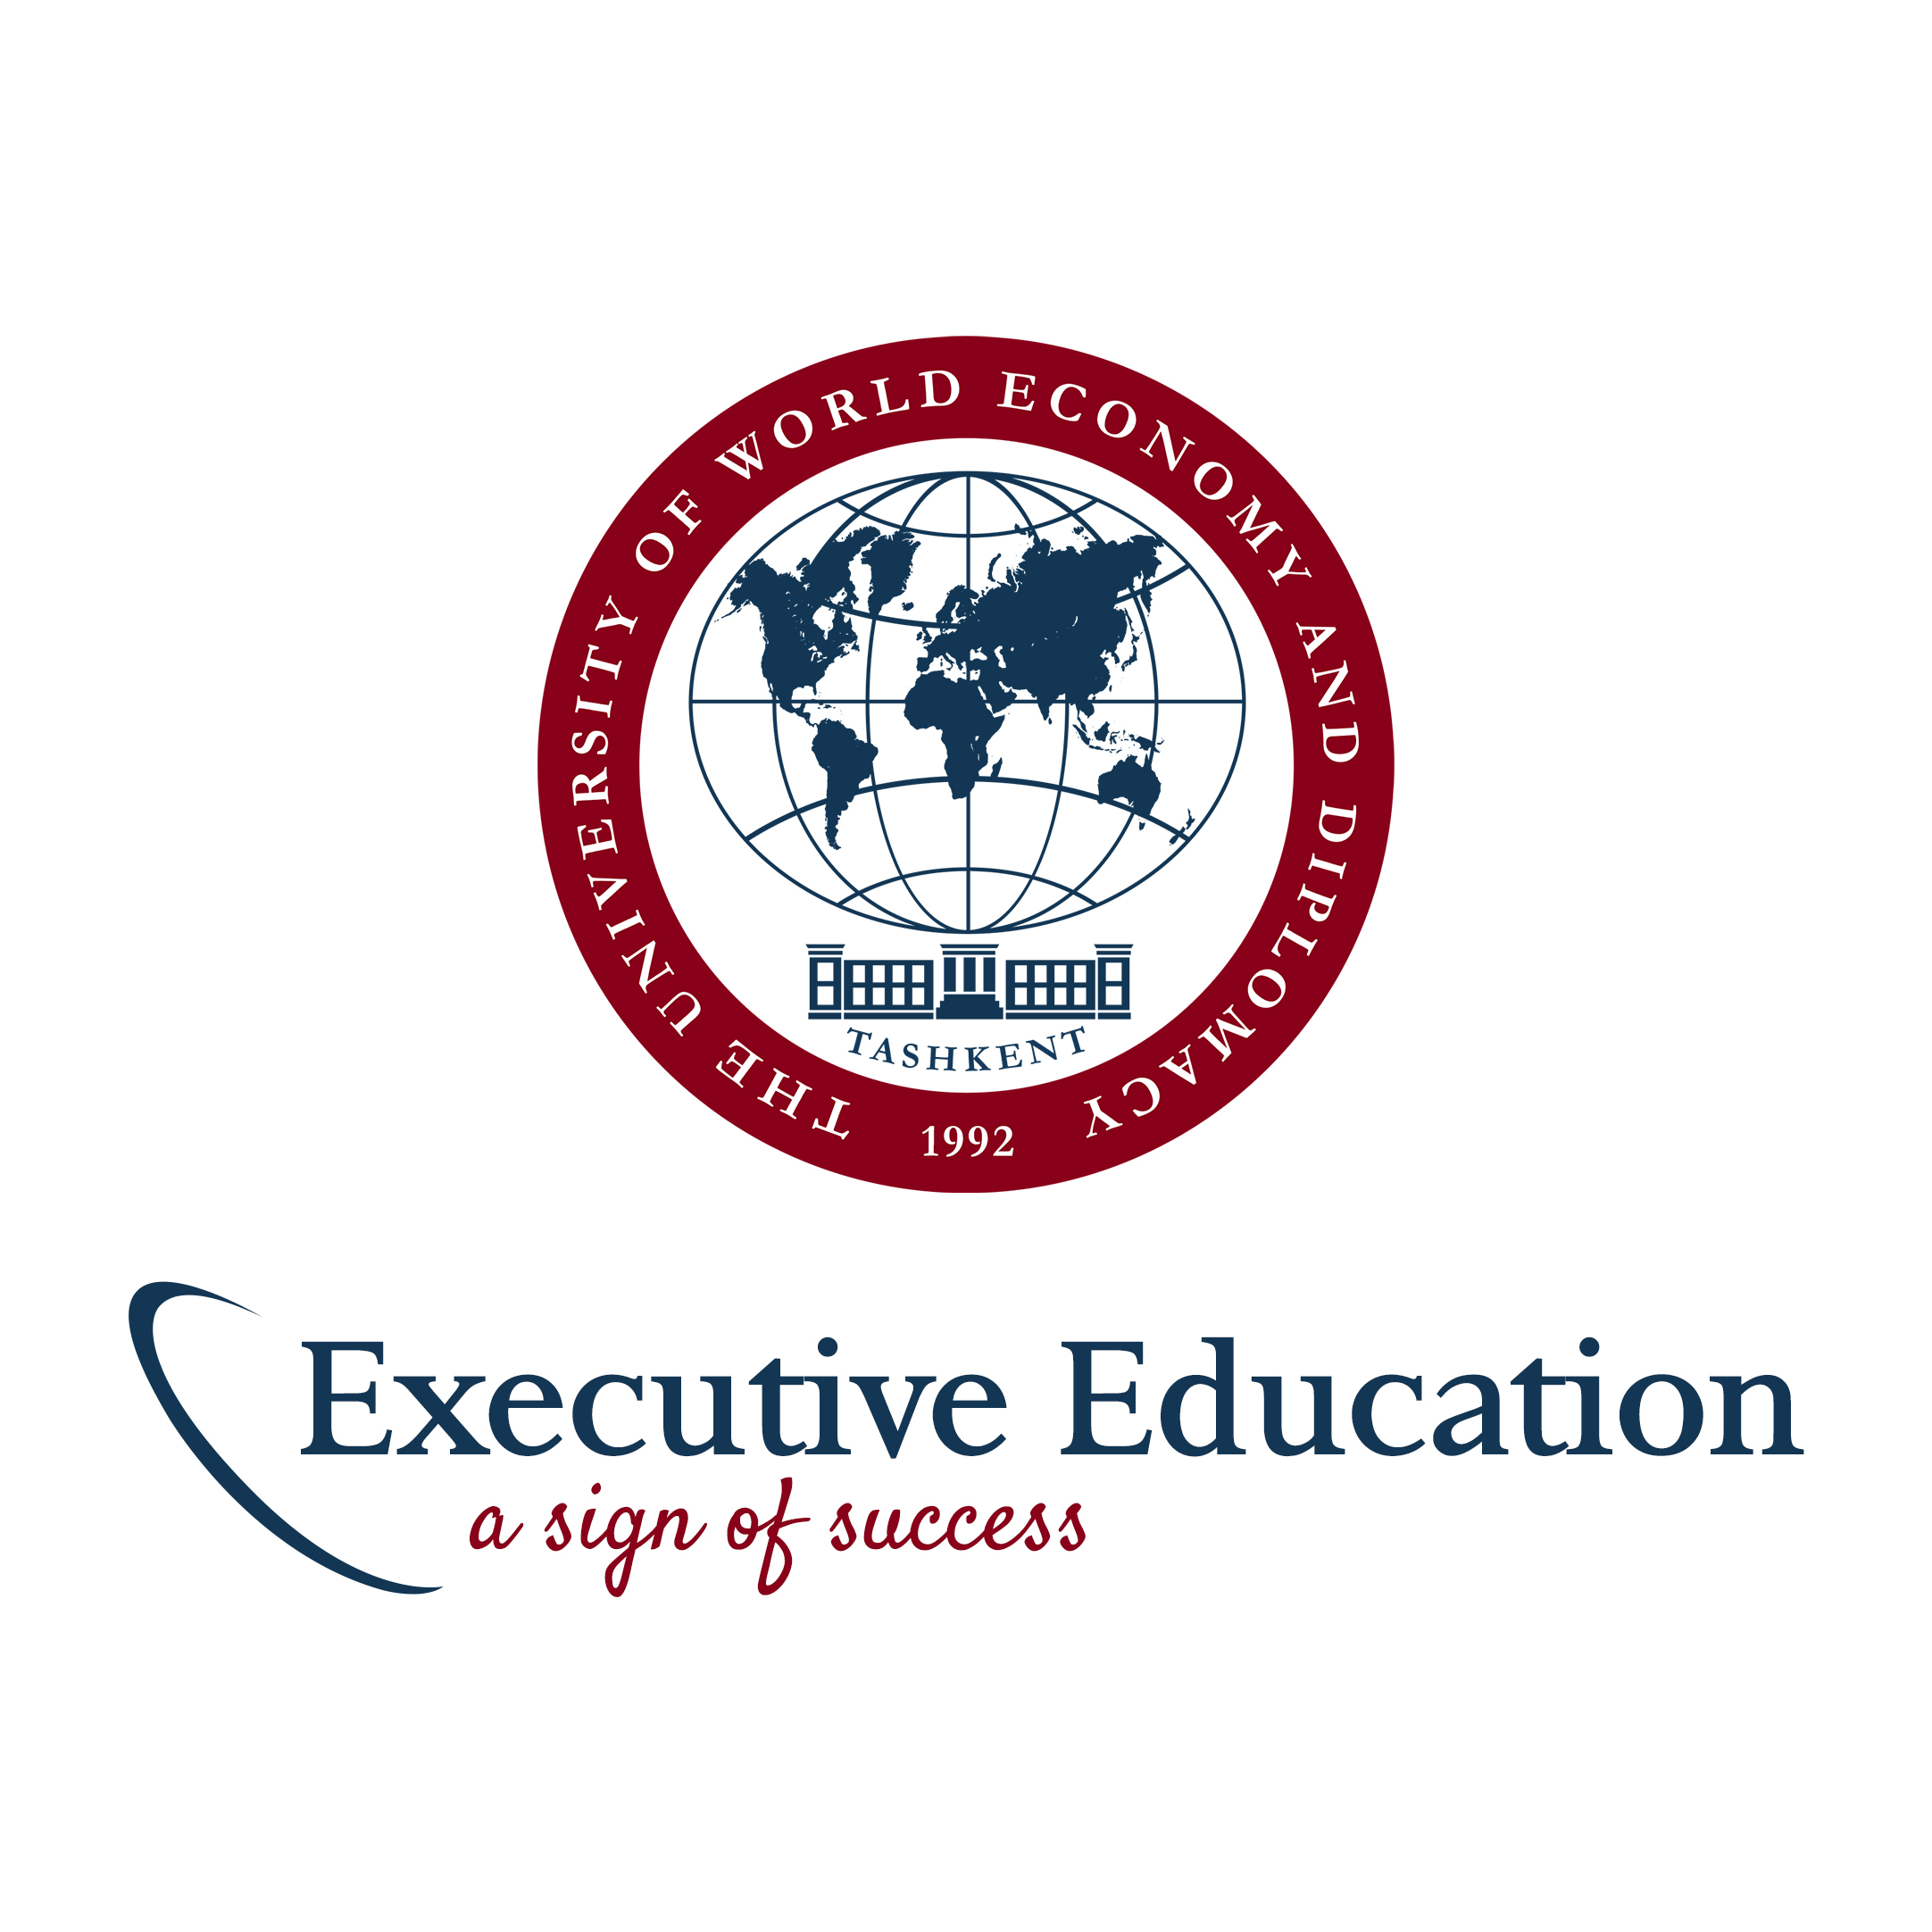 THE UNIVERSITY OF WORLD ECONOMY AND DIPLOMACY
TASHKENT
1992
Executive Education
a sign of success